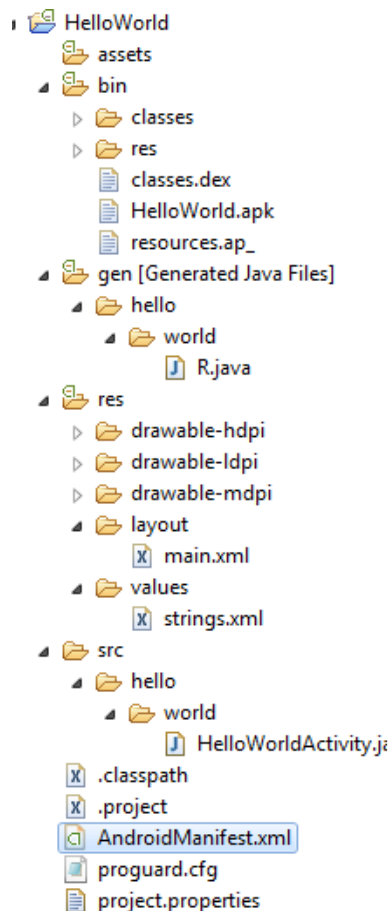 HelloWorld
assets
bin
classes
res
classes.dex
HelloWorld.apk
resources.ap_
gen [Generated Java Files]
hello
world
R.java
res
drawable-hdpi
drawable-ldpi
drawable-mdpi
layout
main.xml
values
strings.xml
src
hello
world
HelloWorldActivity.ja
.classpath
.project
AndroidManifest.xml
proguard.cfg
project.properties